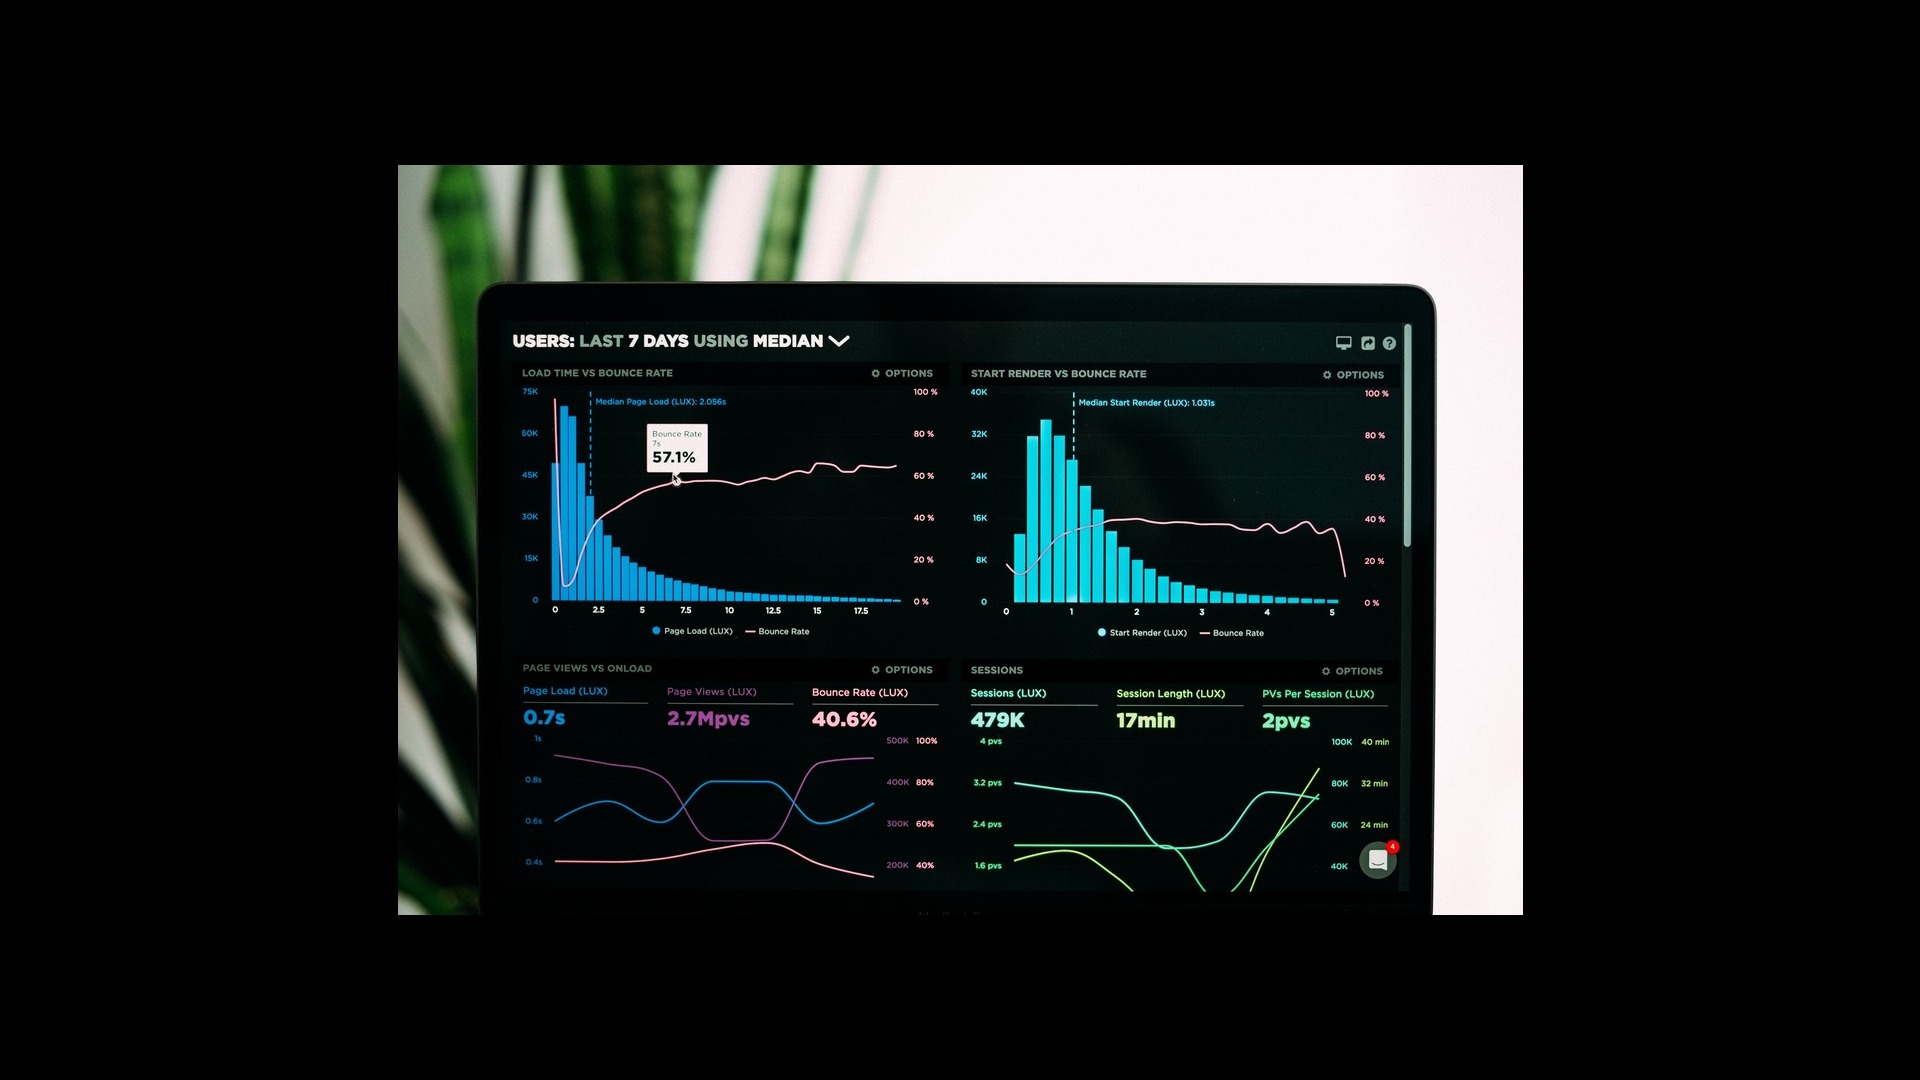 USERS: LAST 7 DAYS USING MEDIAN
LOAD TIME VS BOUNCE RATE
OPTIONS
75K
60K
45K
30K
15K
0
Median Page Load (LUX): 2.056s
Bounce Rate
7s
57.1%
100 %
80 %
60 %
40 %
20 %
0 %
0 2.5 5 7.5 10 12.5 15 17.5
Page Load (LUX) Bounce Rate
START RENDER VS BOUNCE RATE
OPTIONS
40K
32K
24K
16K
8K
0
Median Start Render (LUX): 1.031s
100 %
80 %
60 %
40 %
20 %
0 %
0 1 2 3 4 5
Start Render (LUX) Bounce Rate
PAGE VIEWS VS ONLOAD
OPTIONS
Page Load (LUX) Page Views (LUX) Bounce Rate (LUX)
0.7s 2.7Mpvs 40.6%
1s 500K 100%
0.8s 400K 80%
0.6s 300K 60%
0.4s 200K 40%
SESSIONS
OPTIONS
Sessions (LUX) Session Length (LUX) PVs Per Session (LUX)
479K 17min 2pvs
4 pvs 100K 40 min
3.2 pvs 80K 32 min
2.4 pvs 60K 24 min
1.6 pvs 40K
4